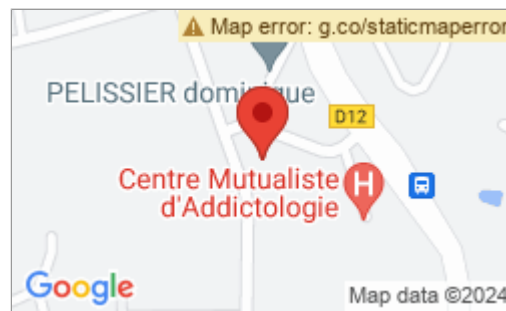 Map error: g.co/staticmaperror
PELISSIER dominique
D12
Centre Mutualiste
d'Addictologie
H
Google
Map data ©2024